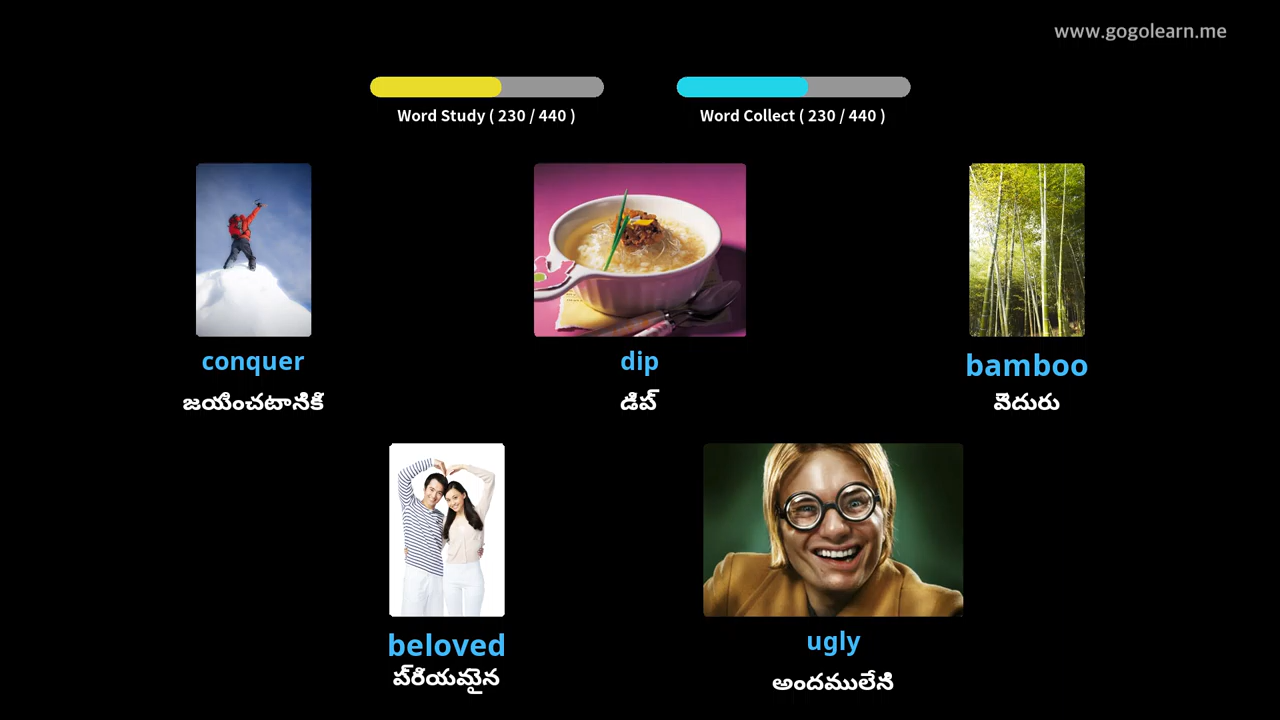 www.gogolearn.me
Word Study ( 230 / 440 )
Word Collect ( 230 / 440 )
conquer
dip
bamboo
జయించటానికి
డిప్
వెదురు
beloved
ugly
ప్రియమైన
అందములేని